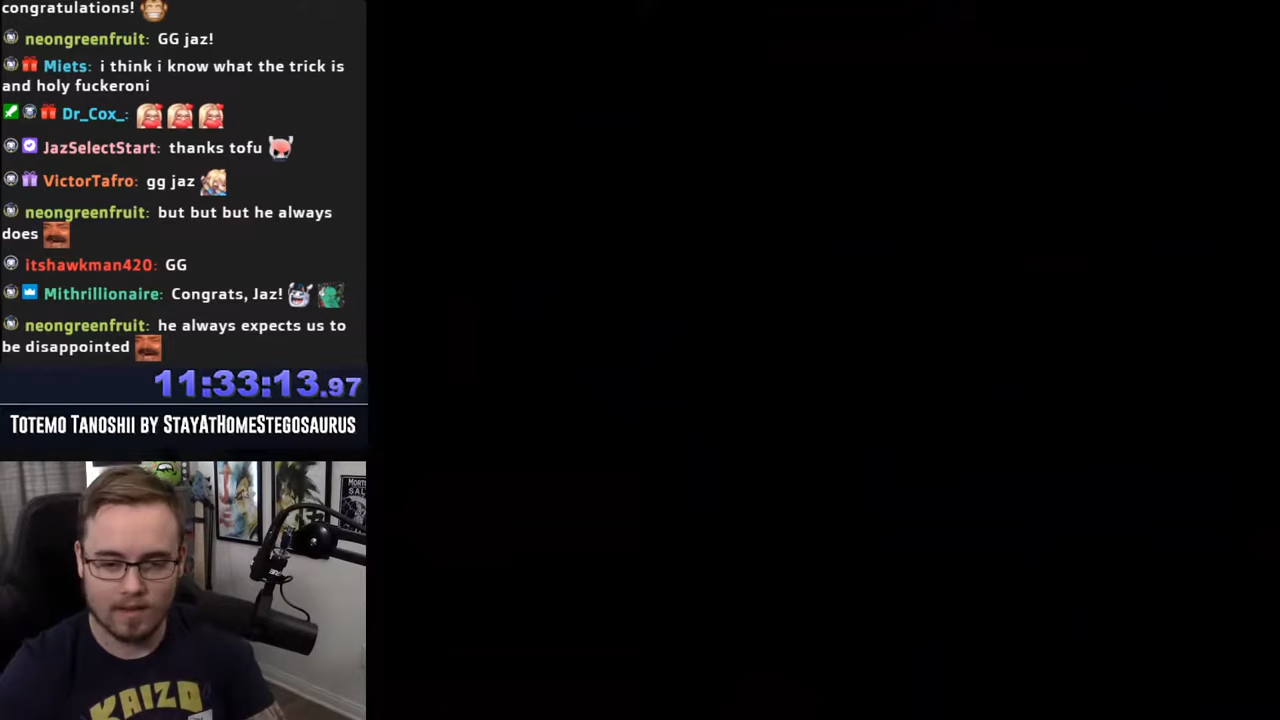 congratulations!
neongreenfruit: GG jaz!
Miets: i think i know what the trick is
and holy fuckeroni
Dr_Cox_:
JazSelectStart: thanks tofu
VictorTafro: gg jaz
neongreenfruit: but but but he always
does
itshawkman420: GG
Mithrillionaire: Congrats, Jaz!
neongreenfruit: he always expects us to
be disappointed
11:33:13.97
TOTEMO TANOSHII BY STAYATHOMESTEGOSAURUS
SAL
KAIZO